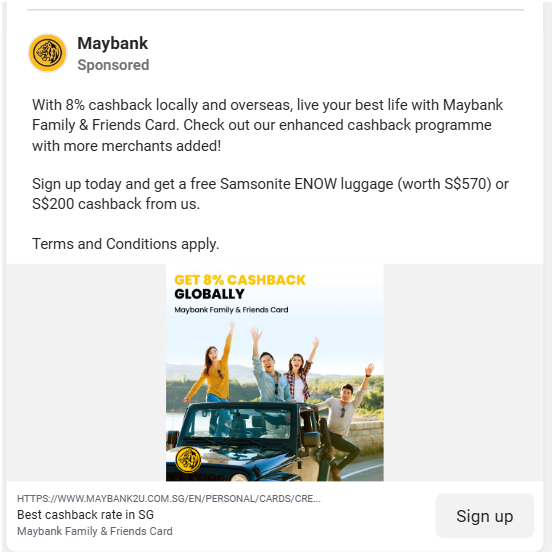 Maybank
Sponsored
With 8% cashback locally and overseas, live your best life with Maybank
Family & Friends Card. Check out our enhanced cashback programme
with more merchants added!
Sign up today and get a free Samsonite ENOW luggage (worth S$570) or
S$200 cashback from us.
Terms and Conditions apply.
GET 8% CASHBACK
GLOBALLY
Maybank Family & Friends Card
HTTPS://WWW.MAYBANK2U.COM.SG/EN/PERSONAL/CARDS/CRE...
Best cashback rate in SG
Maybank Family & Friends Card
Sign up